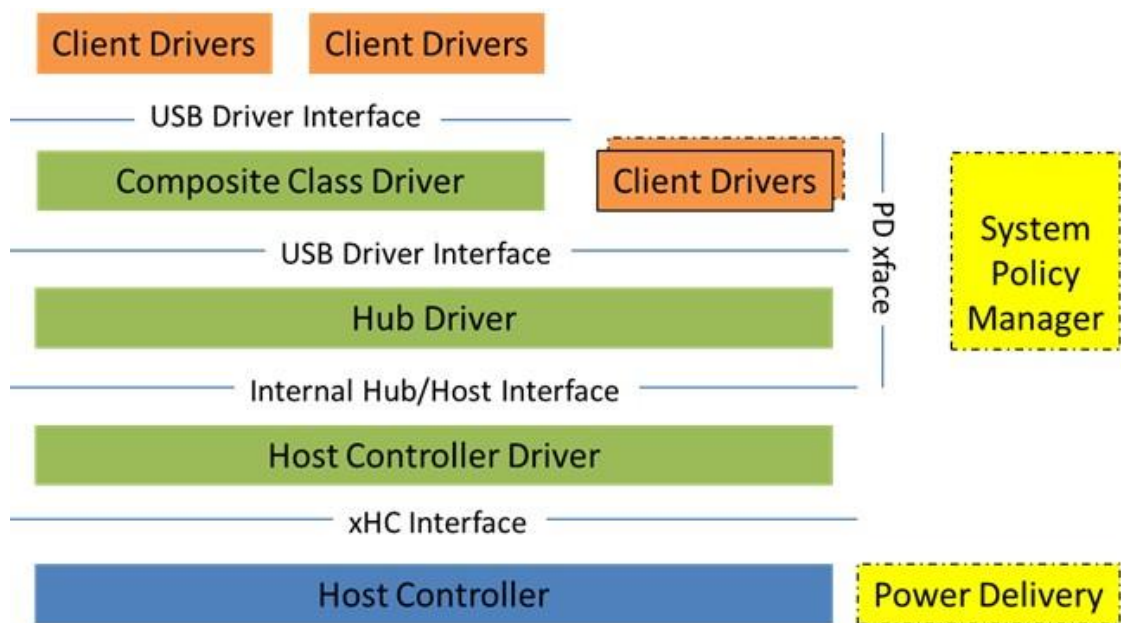 Client Drivers
Client Drivers
USB Driver Interface
Composite Class Driver
Client Drivers
PD xface
System
Policy
Manager
USB Driver Interface
Hub Driver
Internal Hub/Host Interface
Host Controller Driver
xHC Interface
Host Controller
Power Delivery